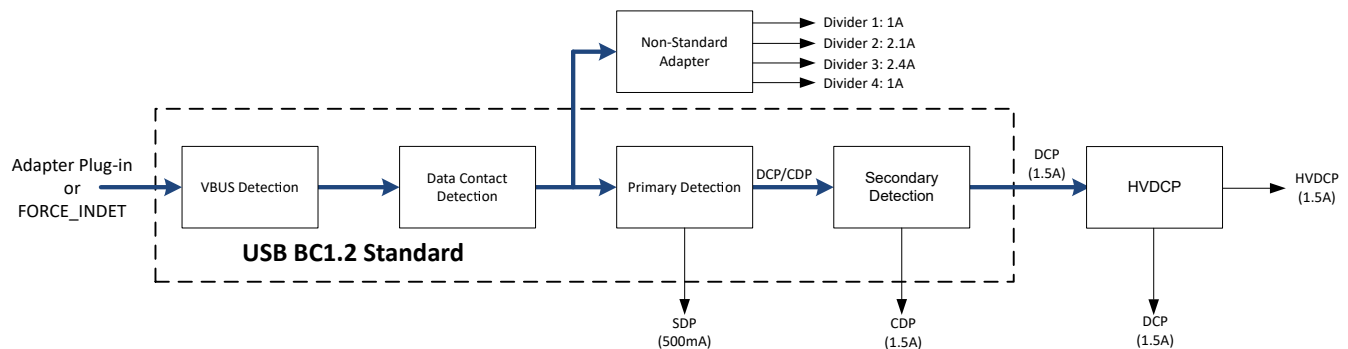 Non-Standard
Adapter
Divider 1: 1A
Divider 2: 2.1A
Divider 3: 2.4A
Divider 4: 1A
Adapter Plug-in
or
FORCE_INDET
VBUS Detection
Data Contact
Detection
Primary Detection
DCP/CDP
Secondary
Detection
DCP
(1.5A)
HVDCP
HVDCP
(1.5A)
USB BC1.2 Standard
SDP
(500mA)
CDP
(1.5A)
DCP
(1.5A)